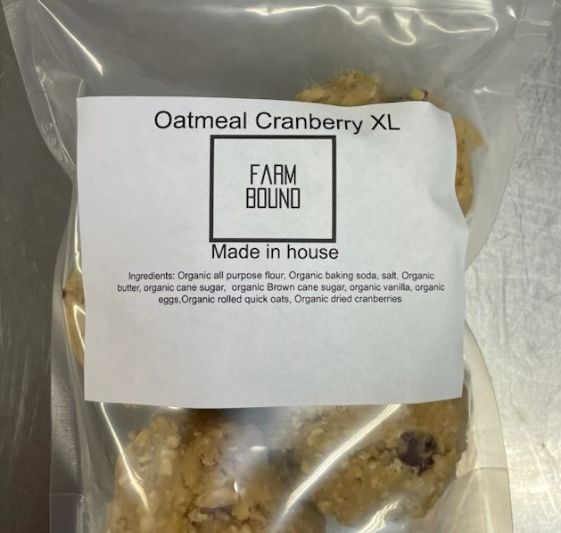 Oatmeal Cranberry XL
FARM
BOUND
Made in house
Ingredients: Organic all purpose flour, Organic baking soda, salt, Organic
butter, organic cane sugar, organic Brown cane sugar, organic vanilla, organic
eggs,Organic rolled quick oats, Organic dried cranberries